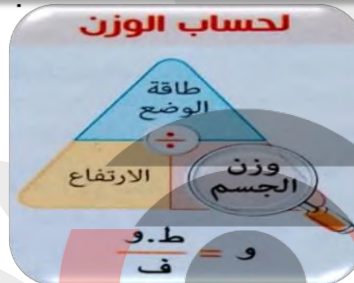 لحساب الوزن
طاقة
الوضع
÷
الارتفاع
وزن
الجسم
و = ط.و / ف